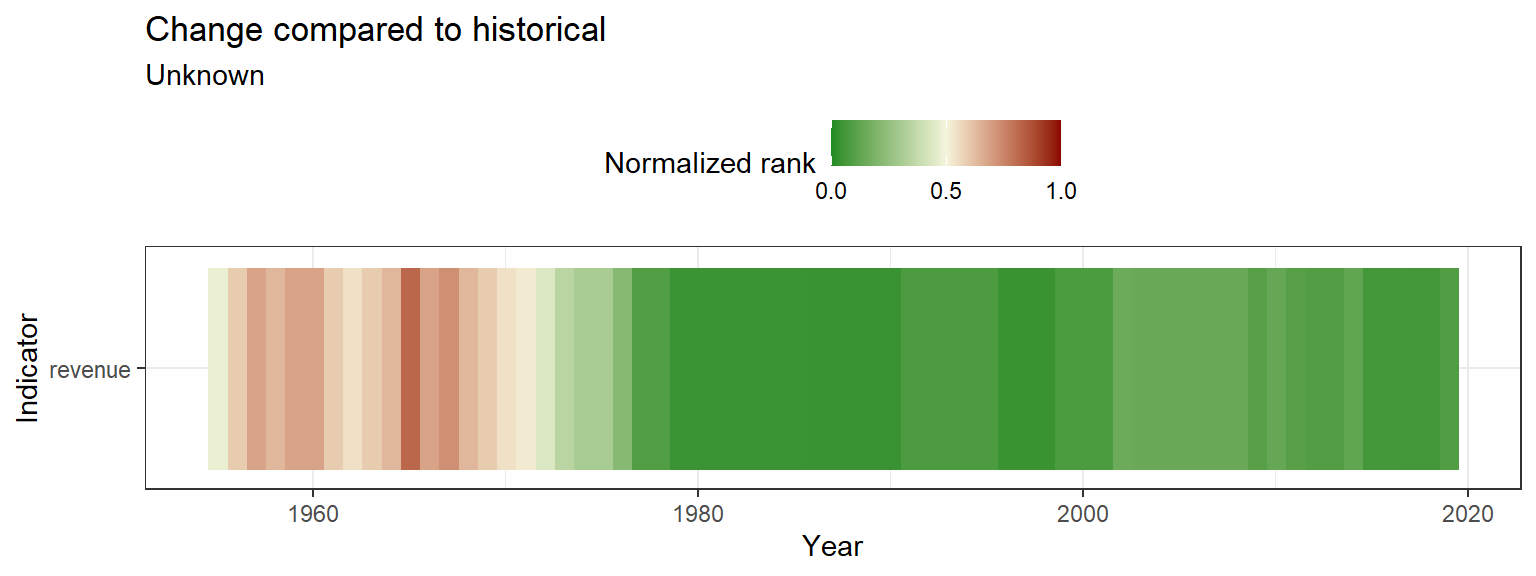 Change compared to historical
Unknown
Normalized rank
0.0 0.5 1.0
Indicator
revenue
1960 1980 2000 2020
Year